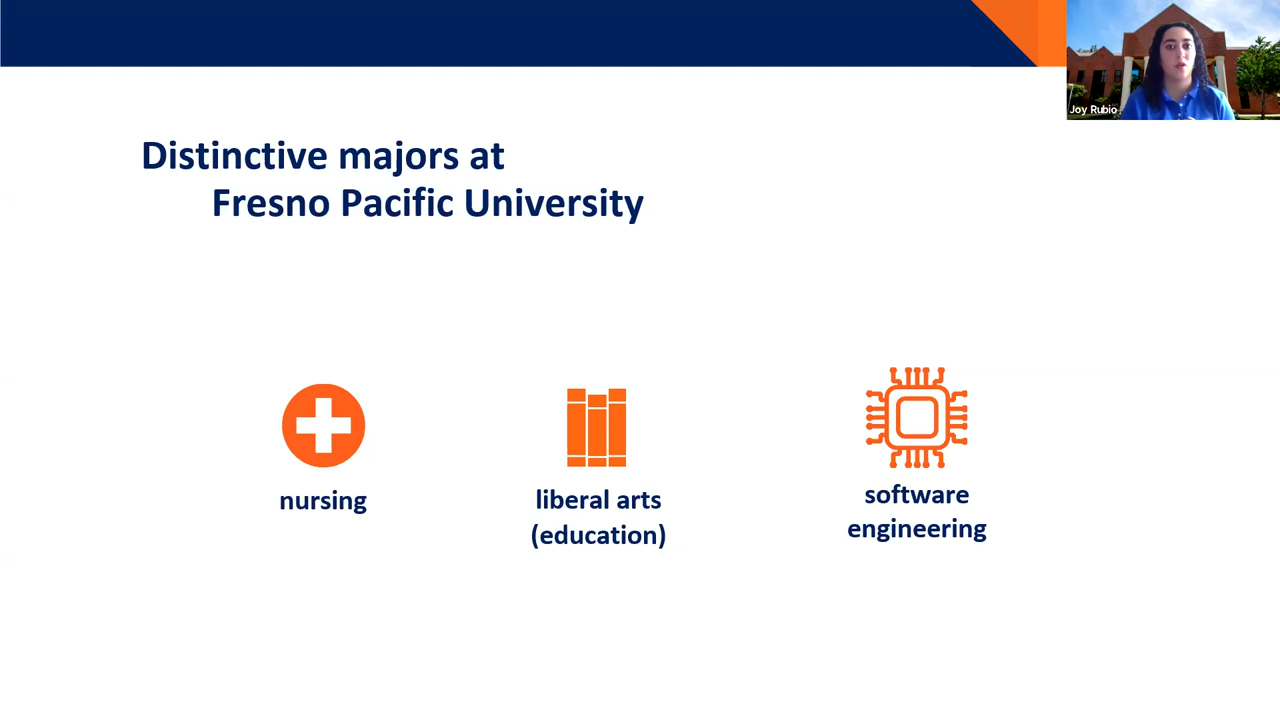 Joy Rubio
Distinctive majors at
Fresno Pacific University
nursing
liberal arts
(education)
software
engineering